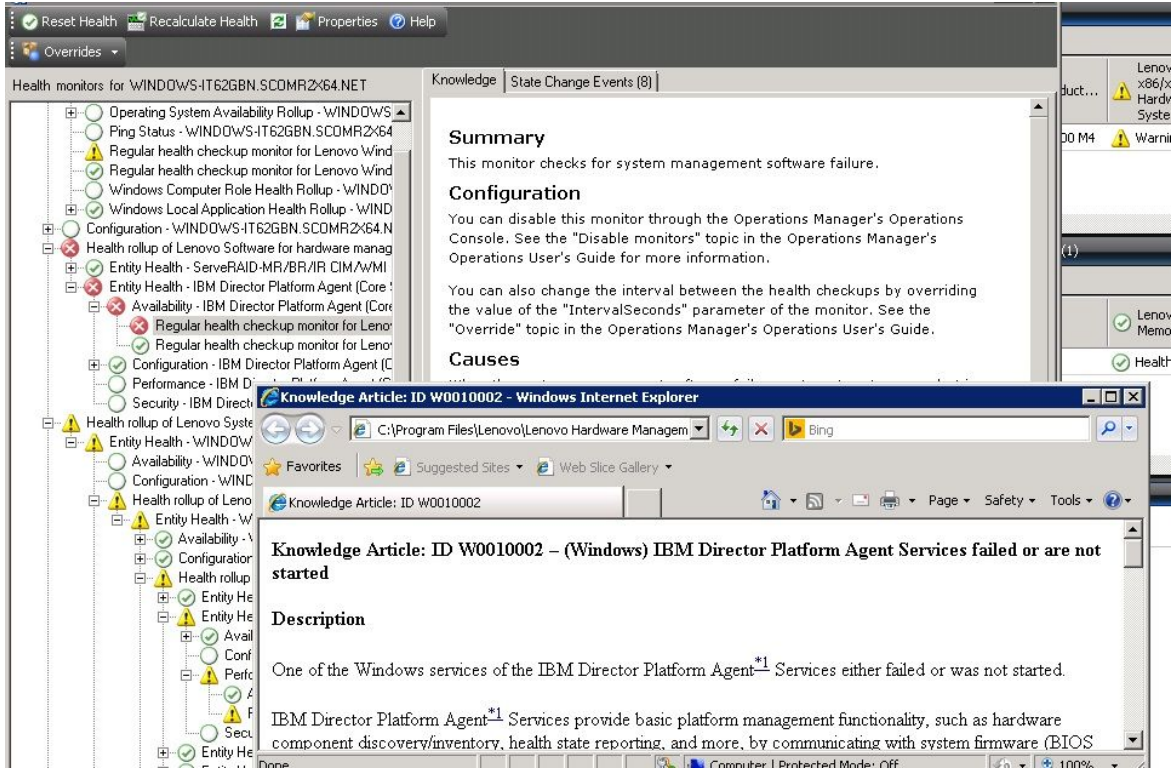 Reset Health Recalculate Health Properties Help
Overrides
Health monitors for WINDOWS-IT62GBN.SCOMR2X64.NET
Operating System Availability Rollup - WINDOWS
Ping Status - WINDOWS-IT62GBN.SCOMR2X64
Regular health checkup monitor for Lenovo Wind
Regular health checkup monitor for Lenovo Wind
Windows Computer Role Health Rollup - WINDO
Windows Local Application Health Rollup - WIND
Configuration - WINDOWS-IT62GBN.SCOMR2X64.N
Health rollup of Lenovo Software for hardware manag
Entity Health - ServeRAID-MR/BR/IR CIM/WMI
Entity Health - IBM Director Platform Agent (Core
Availability - IBM Director Platform Agent (Core
Regular health checkup monitor for Leno
Regular health checkup monitor for Leno
Configuration - IBM Director Platform Agent (C
Performance - IBM D
Security - IBM Direct
Health rollup of Lenovo Syste
Entity Health - WINDOW
Availability - WINDO
Configuration - WIND
Health rollup of Leno
Entity Health - W
Availability -
Configuration
Health rollup
Entity He
Entity He
Avail
Conf
Perfo
Secu
Entity He
Knowledge State Change Events (8)
Summary
This monitor checks for system management software failure.
Configuration
You can disable this monitor through the Operations Manager's Operations
Console. See the "Disable monitors" topic in the Operations Manager's
Operations User's Guide for more information.
You can also change the interval between the health checkups by overriding
the value of the "IntervalSeconds" parameter of the monitor. See the
"Override" topic in the Operations Manager's Operations User's Guide.
Causes
duct...
Lenov
x86/x
Hardw
Syste
00 M4 Warni
(1)
Lenov
Memo
Health
Knowledge Article: ID W0010002 - Windows Internet Explorer
C:\Program Files\Lenovo\Lenovo Hardware Managem Bing
Favorites Suggested Sites Web Slice Gallery
Knowledge Article: ID W0010002 Page Safety Tools
Knowledge Article: ID W0010002 – (Windows) IBM Director Platform Agent Services failed or are not
started
Description
One of the Windows services of the IBM Director Platform Agent*1 Services either failed or was not started.
IBM Director Platform Agent*1 Services provide basic platform management functionality, such as hardware
component discovery/inventory, health state reporting, and more, by communicating with system firmware (BIOS
Done Computer | Protected Mode: Off 100%